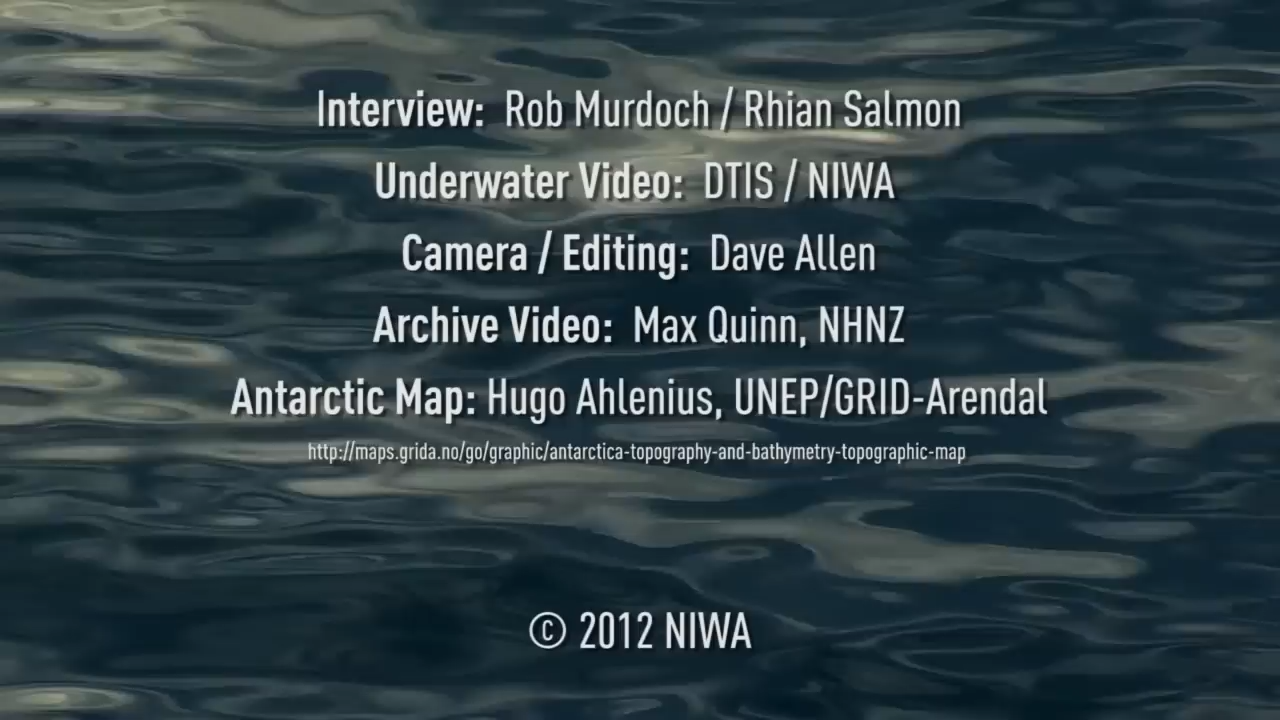 Interview: Rob Murdoch / Rhian Salmon
Underwater Video: DTIS / NIWA
Camera / Editing: Dave Allen
Archive Video: Max Quinn, NHNZ
Antarctic Map: Hugo Ahlenius, UNEP/GRID-Arendal
http://maps.grida.no/go/graphic/antarctica-topography-and-bathymetry-topographic-map
© 2012 NIWA